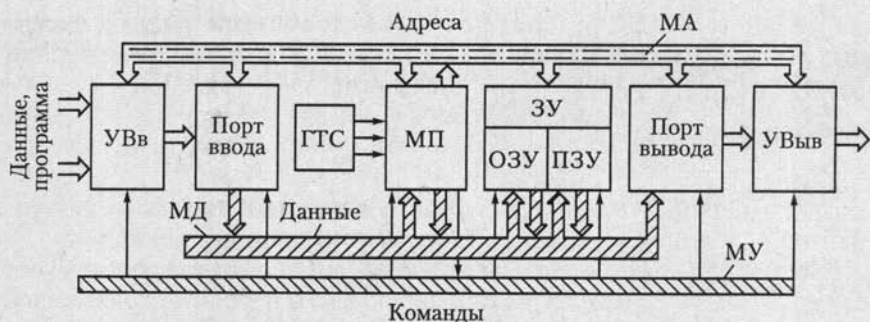 Адреса
МА
Данные,
программа
УВв
Порт
ввода
ГТС
МП
ЗУ
ОЗУ
ПЗУ
Порт
вывода
УВыв
МД
Данные
МУ
Команды